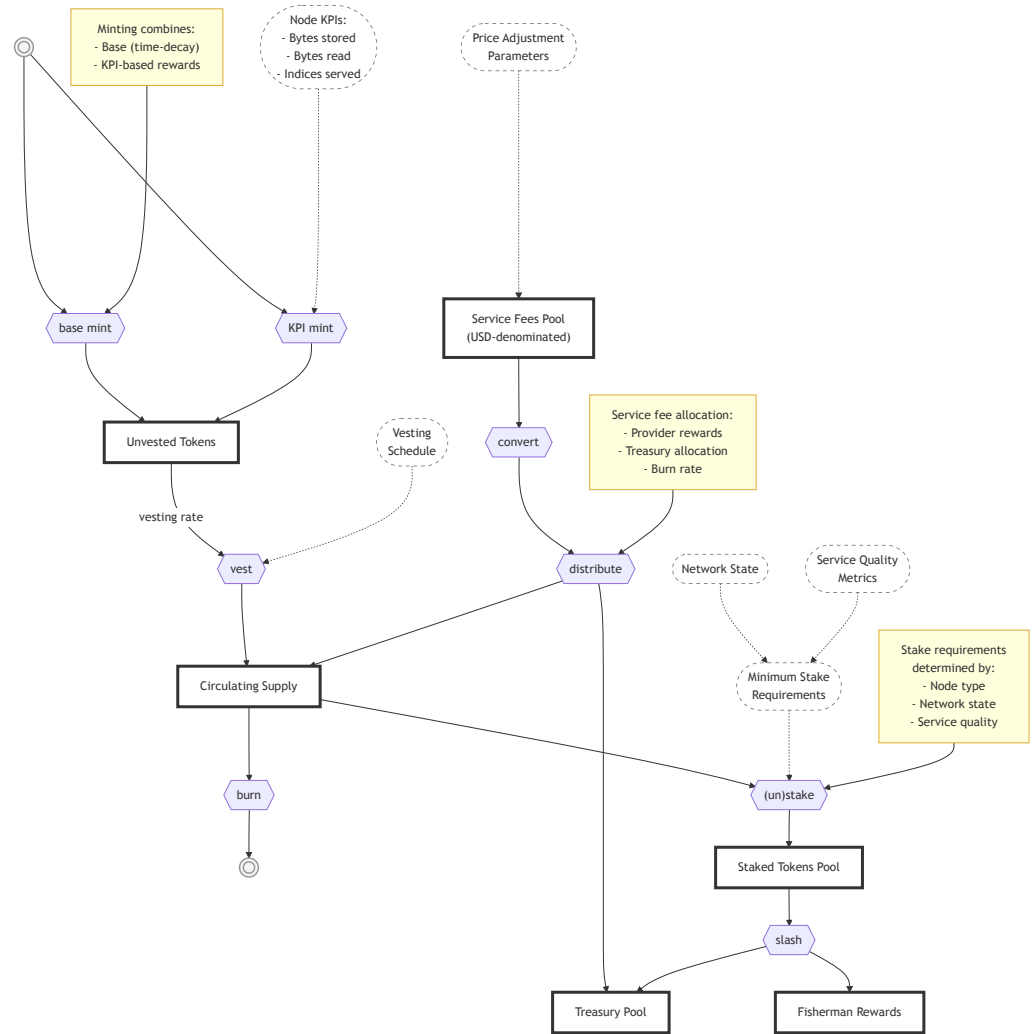 Minting combines:
- Base (time-decay)
- KPI-based rewards
Node KPIs:
- Bytes stored
- Bytes read
- Indices served
Price Adjustment
Parameters
base mint
KPI mint
Service Fees Pool
(USD-denominated)
Unvested Tokens
Vesting
Schedule
convert
Service fee allocation:
- Provider rewards
- Treasury allocation
- Burn rate
vesting rate
vest
distribute
Network State
Service Quality
Metrics
Circulating Supply
Minimum Stake
Requirements
Stake requirements
determined by:
- Node type
- Network state
- Service quality
burn
(un)stake
Staked Tokens Pool
slash
Treasury Pool
Fisherman Rewards